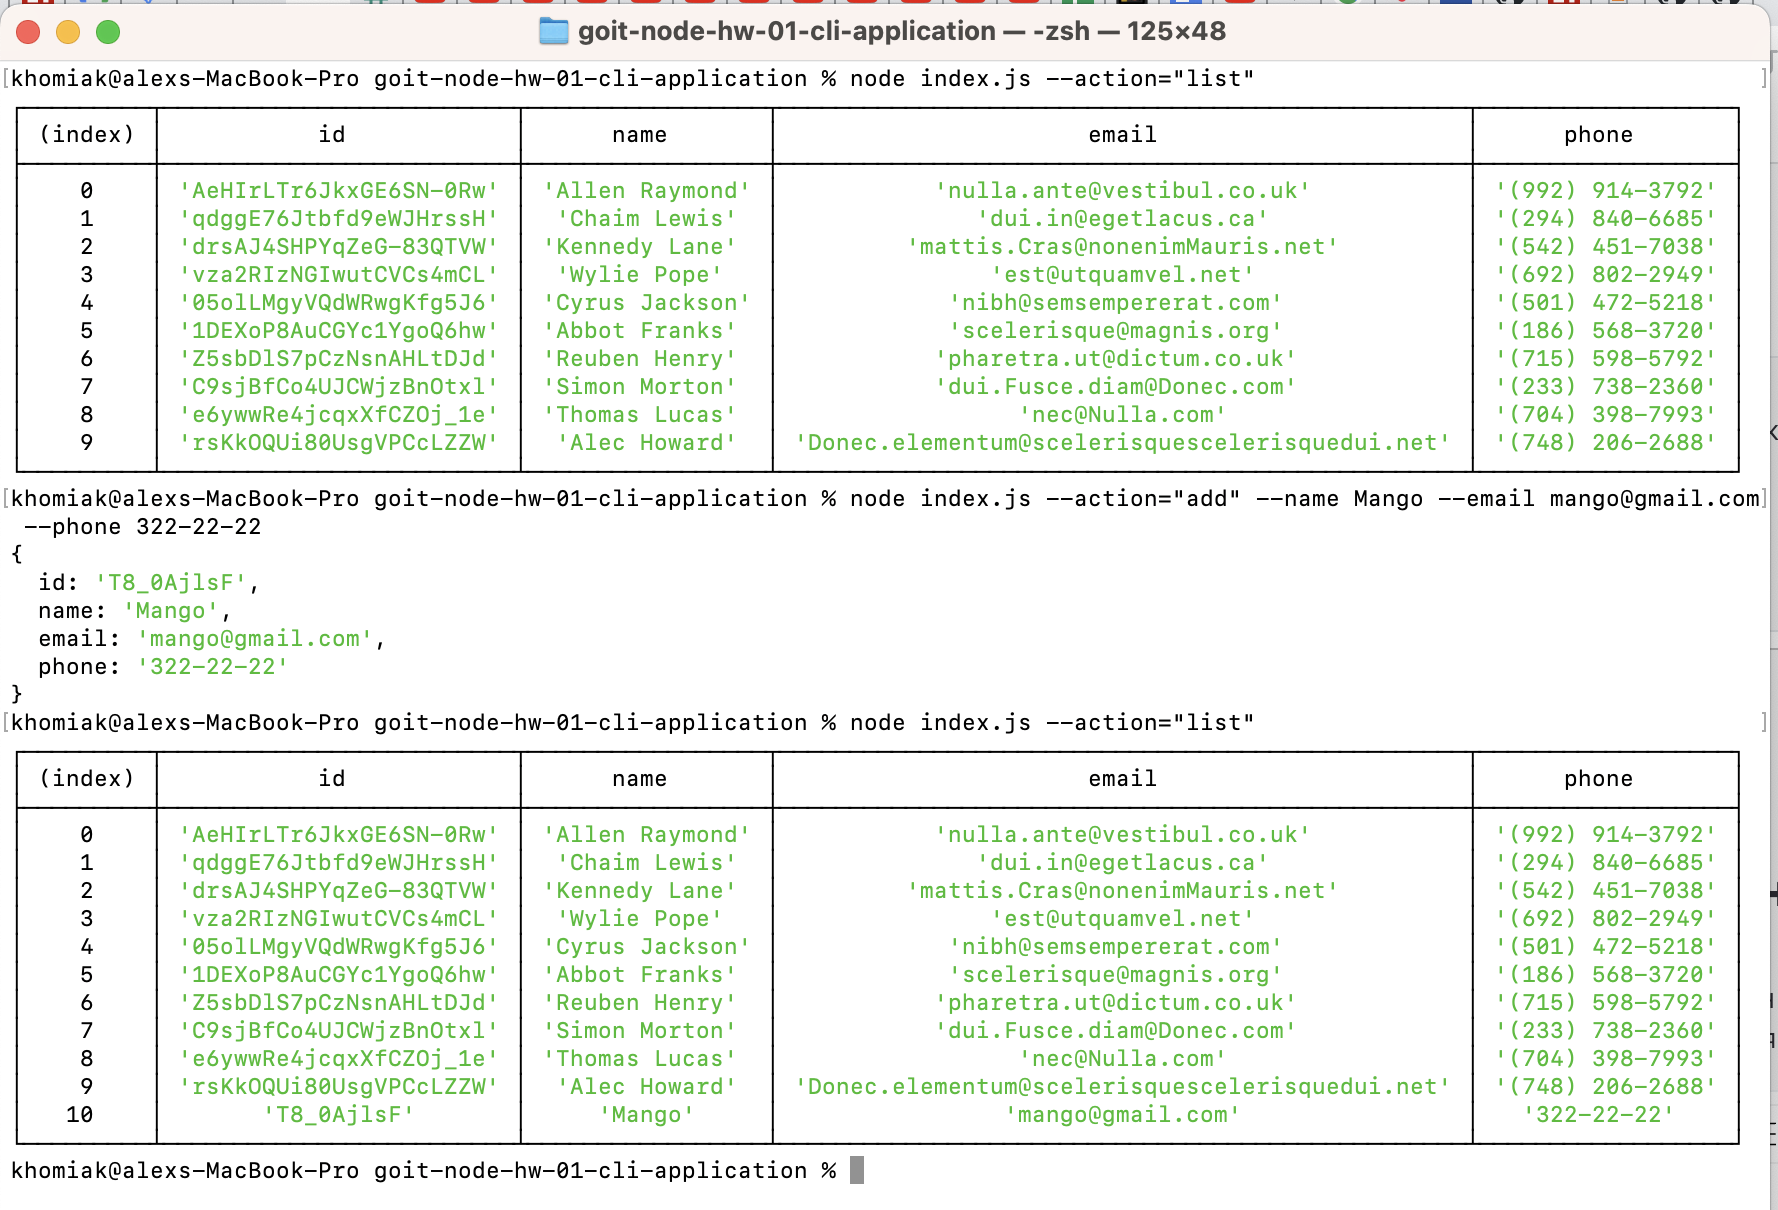 goit-node-hw-01-cli-application — -zsh — 125×48
khomiak@alexs-MacBook-Pro goit-node-hw-01-cli-application % node index.js --action="list"
(index) id name email phone
0 'AeHIrLTr6JkxGE6SN-0Rw' 'Allen Raymond' 'nulla.ante@vestibul.co.uk' '(992) 914-3792'
1 'qdggE76Jtbfd9eWJHrssH' 'Chaim Lewis' 'dui.in@egetlacus.ca' '(294) 840-6685'
2 'drsAJ4SHPYqZeG-83QTVW' 'Kennedy Lane' 'mattis.Cras@nonenimMauris.net' '(542) 451-7038'
3 'vza2RIzNGIwutCVCs4mCL' 'Wylie Pope' 'est@utquamvel.net' '(692) 802-2949'
4 '05olLMgyVQdWRwgKfg5J6' 'Cyrus Jackson' 'nibh@semsempererat.com' '(501) 472-5218'
5 '1DEXoP8AuCGYc1YgoQ6hw' 'Abbot Franks' 'scelerisque@magnis.org' '(186) 568-3720'
6 'Z5sbDlS7pCzNsnAHLtDJd' 'Reuben Henry' 'pharetra.ut@dictum.co.uk' '(715) 598-5792'
7 'C9sjBfCo4UJCWjzBnOtxl' 'Simon Morton' 'dui.Fusce.diam@Donec.com' '(233) 738-2360'
8 'e6ywwRe4jcqxXfCZOj_1e' 'Thomas Lucas' 'nec@Nulla.com' '(704) 398-7993'
9 'rsKkOQUi80UsgVPCcLZZW' 'Alec Howard' 'Donec.elementum@scelerisquescelerisquedui.net' '(748) 206-2688'
khomiak@alexs-MacBook-Pro goit-node-hw-01-cli-application % node index.js --action="add" --name Mango --email mango@gmail.com
--phone 322-22-22
{
id: 'T8_0AjlsF',
name: 'Mango',
email: 'mango@gmail.com',
phone: '322-22-22'
}
khomiak@alexs-MacBook-Pro goit-node-hw-01-cli-application % node index.js --action="list"
(index) id name email phone
0 'AeHIrLTr6JkxGE6SN-0Rw' 'Allen Raymond' 'nulla.ante@vestibul.co.uk' '(992) 914-3792'
1 'qdggE76Jtbfd9eWJHrssH' 'Chaim Lewis' 'dui.in@egetlacus.ca' '(294) 840-6685'
2 'drsAJ4SHPYqZeG-83QTVW' 'Kennedy Lane' 'mattis.Cras@nonenimMauris.net' '(542) 451-7038'
3 'vza2RIzNGIwutCVCs4mCL' 'Wylie Pope' 'est@utquamvel.net' '(692) 802-2949'
4 '05olLMgyVQdWRwgKfg5J6' 'Cyrus Jackson' 'nibh@semsempererat.com' '(501) 472-5218'
5 '1DEXoP8AuCGYc1YgoQ6hw' 'Abbot Franks' 'scelerisque@magnis.org' '(186) 568-3720'
6 'Z5sbDlS7pCzNsnAHLtDJd' 'Reuben Henry' 'pharetra.ut@dictum.co.uk' '(715) 598-5792'
7 'C9sjBfCo4UJCWjzBnOtxl' 'Simon Morton' 'dui.Fusce.diam@Donec.com' '(233) 738-2360'
8 'e6ywwRe4jcqxXfCZOj_1e' 'Thomas Lucas' 'nec@Nulla.com' '(704) 398-7993'
9 'rsKkOQUi80UsgVPCcLZZW' 'Alec Howard' 'Donec.elementum@scelerisquescelerisquedui.net' '(748) 206-2688'
10 'T8_0AjlsF' 'Mango' 'mango@gmail.com' '322-22-22'
khomiak@alexs-MacBook-Pro goit-node-hw-01-cli-application %